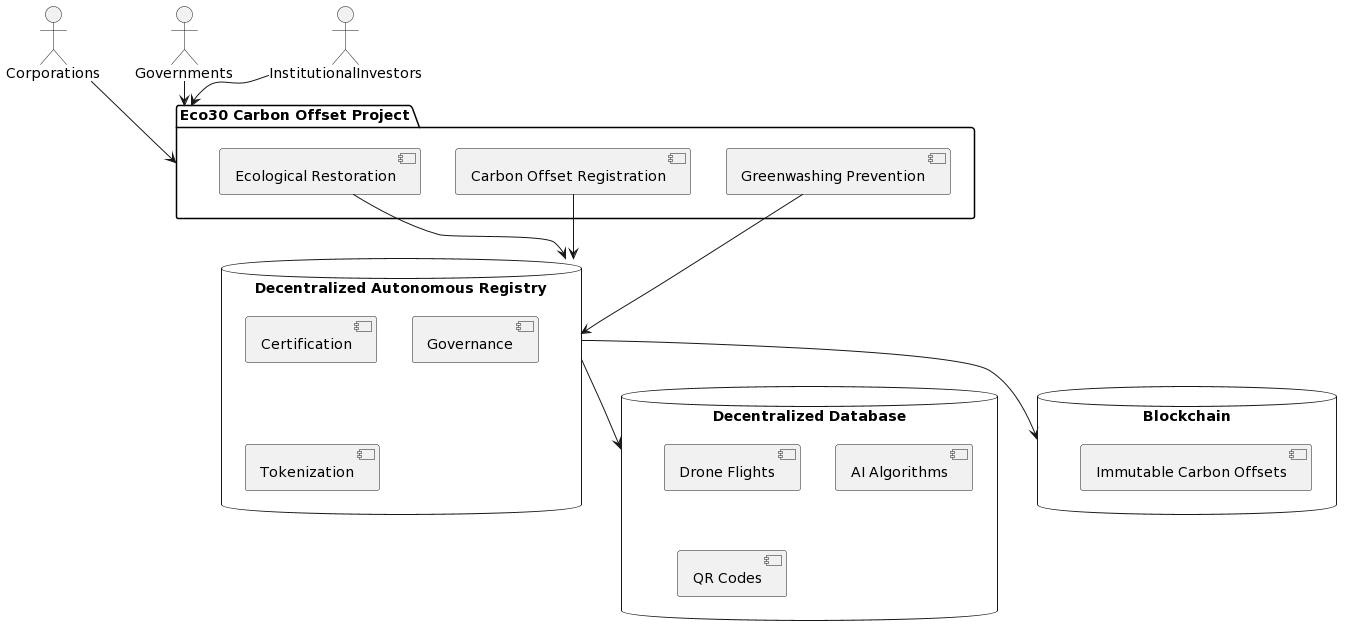 Corporations
Governments
InstitutionalInvestors
Eco30 Carbon Offset Project
Ecological Restoration
Carbon Offset Registration
Greenwashing Prevention
Decentralized Autonomous Registry
Certification
Governance
Tokenization
Decentralized Database
Drone Flights
AI Algorithms
QR Codes
Blockchain
Immutable Carbon Offsets